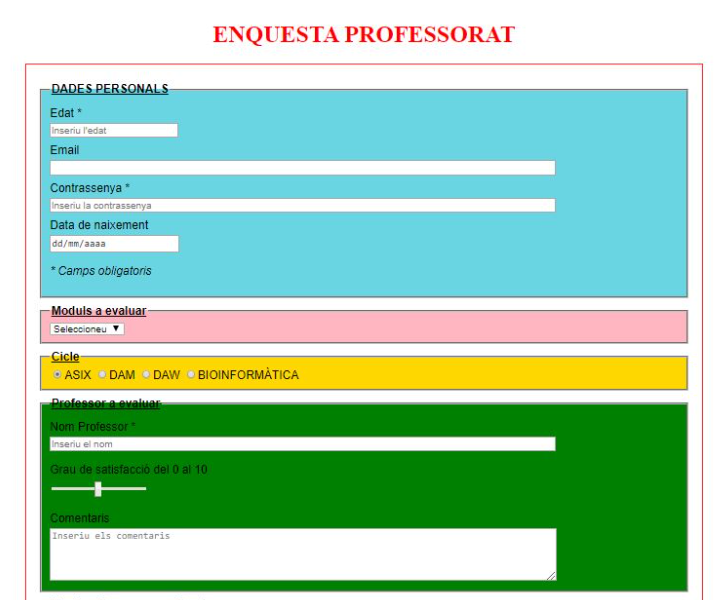 ENQUESTA PROFESSORAT
DADES PERSONALS
Edat *
Inseriu l'edat
Email
Contrassenya *
Inseriu la contrassenya
Data de naixement
dd/mm/aaaa
* Camps obligatoris
Moduls a evaluar
Seleccioneu ▼
Cicle
ASIX DAM DAW BIOINFORMÀTICA
Professor a evaluar
Nom Professor *
Inseriu el nom
Grau de satisfacció del 0 al 10
Comentaris
Inseriu els comentaris